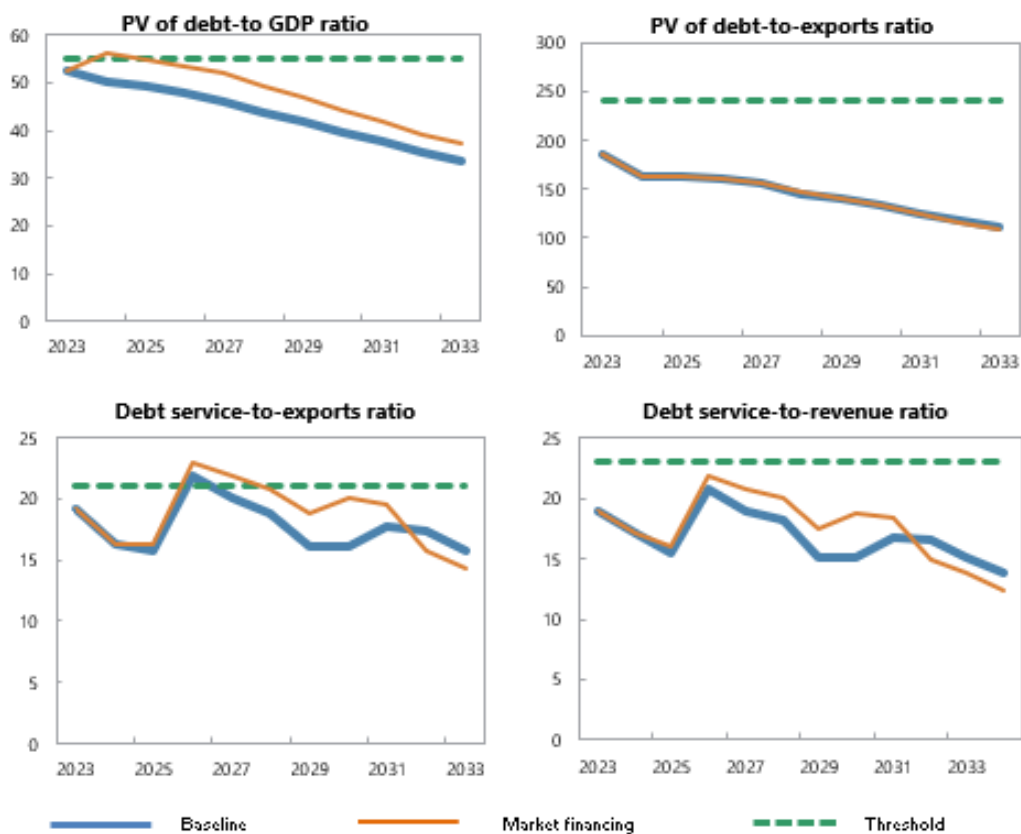 PV of debt-to GDP ratio
60
50
40
30
20
10
0
2023 2025 2027 2029 2031 2033
PV of debt-to-exports ratio
300
250
200
150
100
50
0
2023 2025 2027 2029 2031 2033
Debt service-to-exports ratio
25
20
15
10
5
0
2023 2025 2027 2029 2031 2033
Debt service-to-revenue ratio
25
20
15
10
5
0
2023 2025 2027 2029 2031 2033
Baseline Market financing Threshold